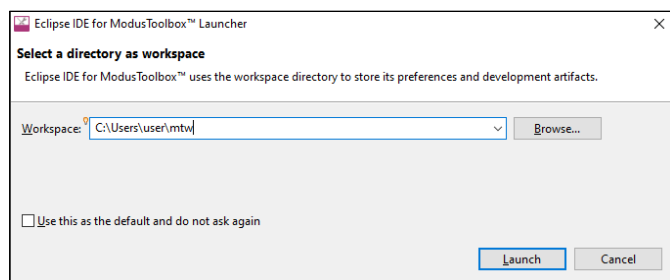 Eclipse IDE for ModusToolbox™ Launcher
Select a directory as workspace
Eclipse IDE for ModusToolbox™ uses the workspace directory to store its preferences and development artifacts.
Workspace: C:\Users\user\mtw Browse...
Use this as the default and do not ask again
Launch Cancel